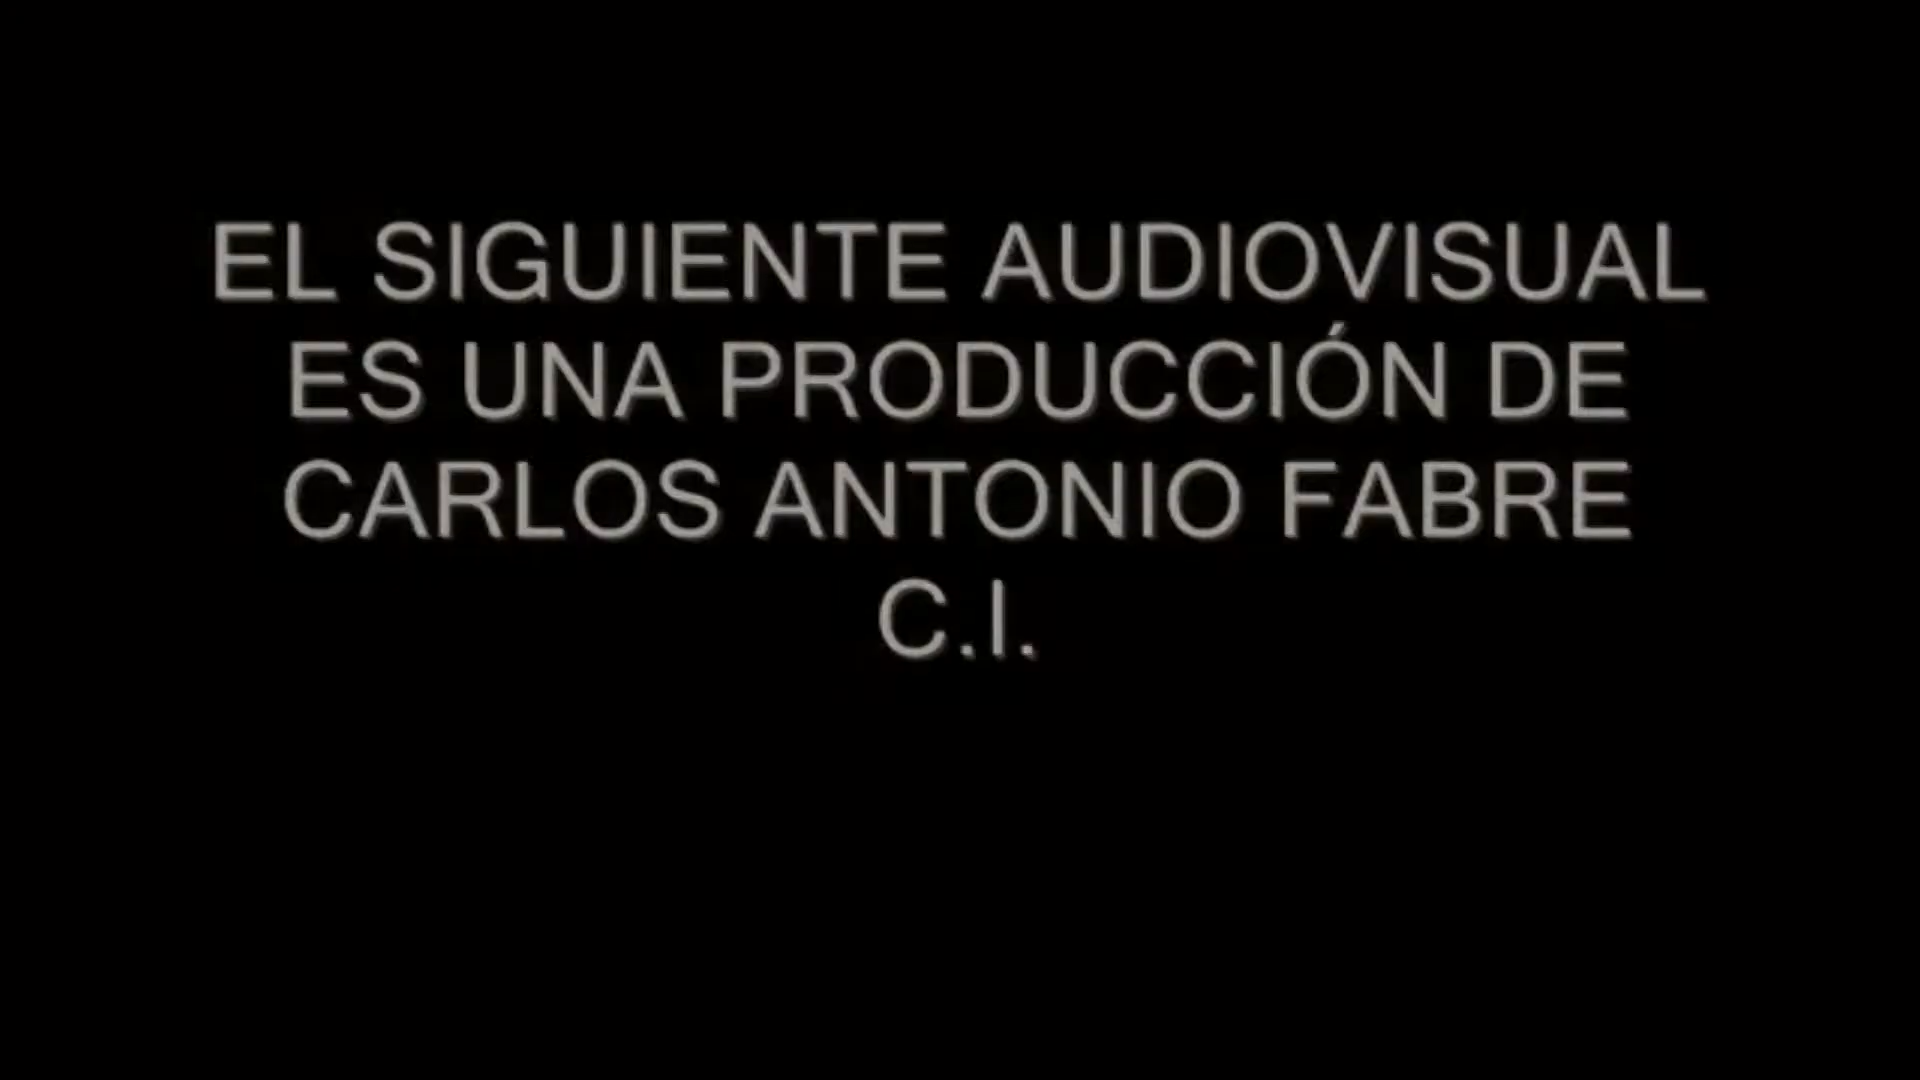 EL SIGUIENTE AUDIOVISUAL
ES UNA PRODUCCIÓN DE
CARLOS ANTONIO FABRE
C.I.